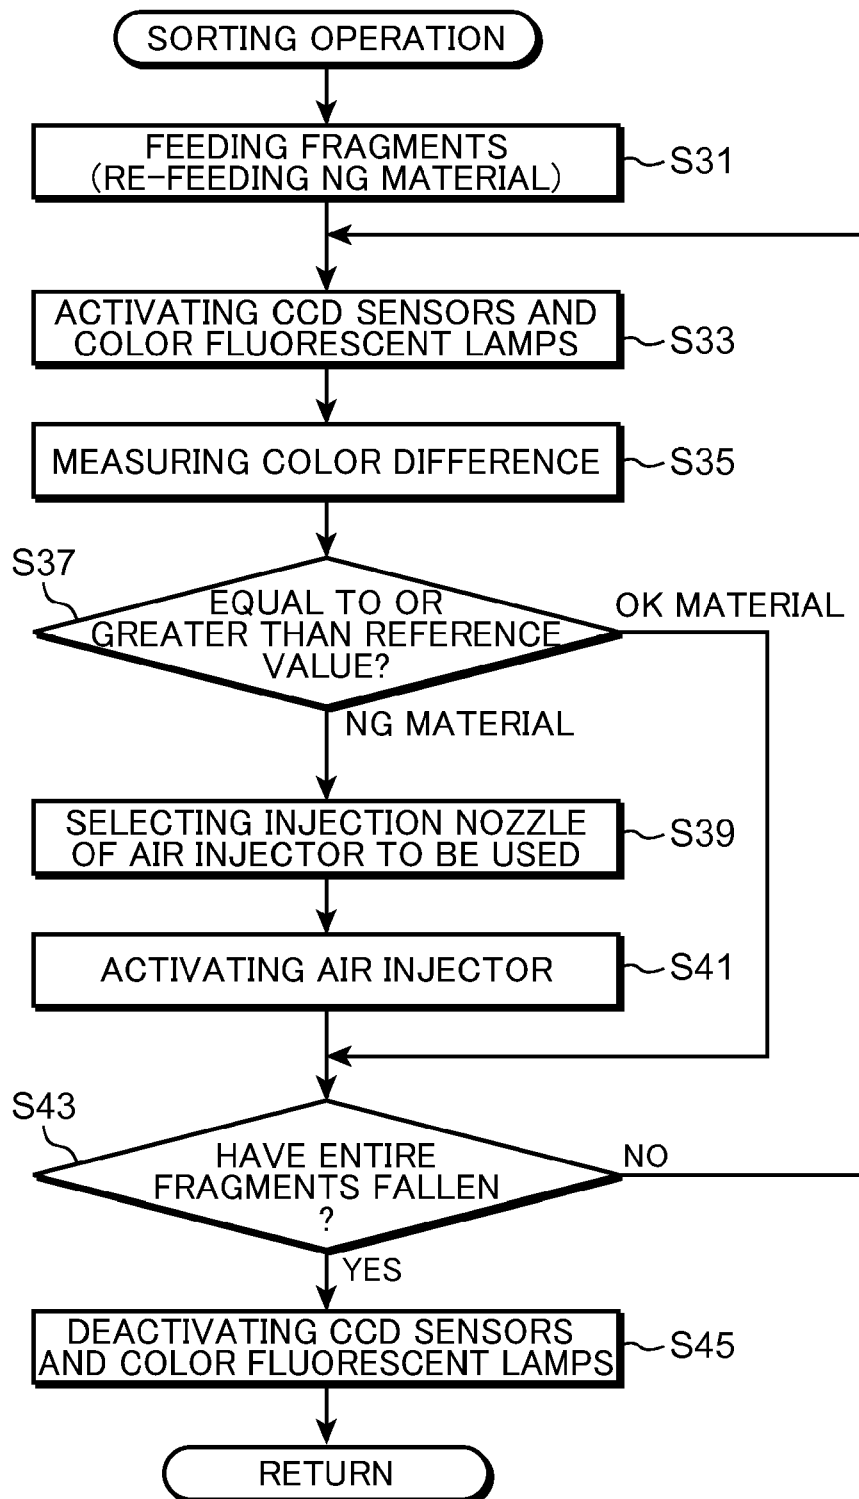 SORTING OPERATION
FEEDING FRAGMENTS
(RE-FEEDING NG MATERIAL)
S31
ACTIVATING CCD SENSORS AND
COLOR FLUORESCENT LAMPS
S33
MEASURING COLOR DIFFERENCE
S35
S37
EQUAL TO OR
GREATER THAN REFERENCE
VALUE?
OK MATERIAL
NG MATERIAL
SELECTING INJECTION NOZZLE
OF AIR INJECTOR TO BE USED
S39
ACTIVATING AIR INJECTOR
S41
S43
HAVE ENTIRE
FRAGMENTS FALLEN
?
NO
YES
DEACTIVATING CCD SENSORS
AND COLOR FLUORESCENT LAMPS
S45
RETURN